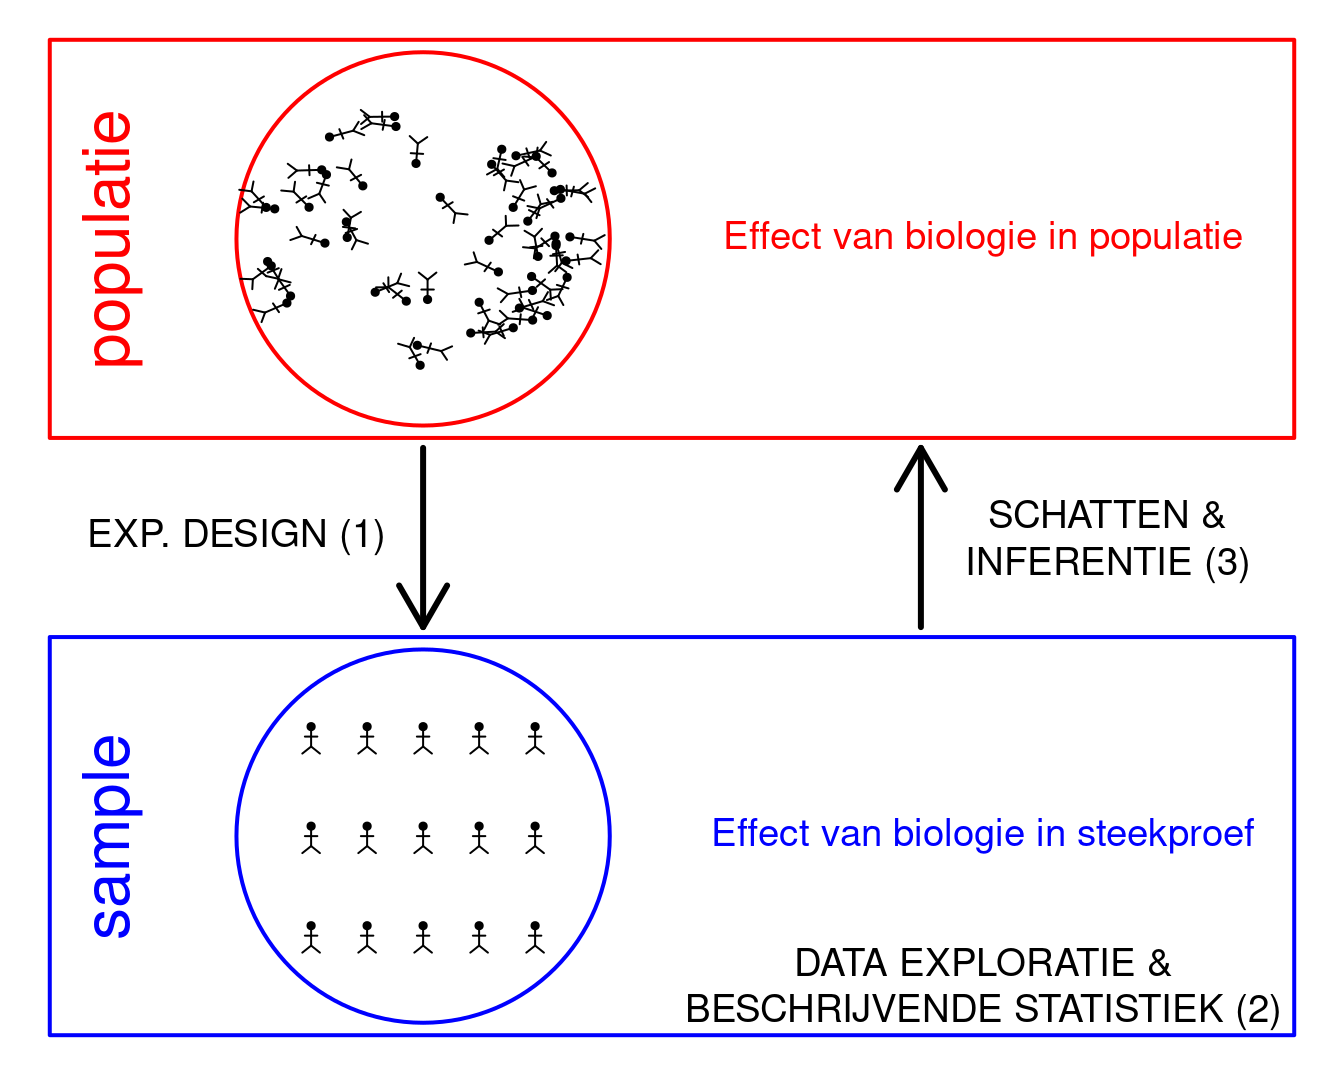 populatie
Effect van biologie in populatie
EXP. DESIGN (1)
SCHATTEN &
INFERENTIE (3)
sample
Effect van biologie in steekproef
DATA EXPLORATIE &
BESCHRIJVENDE STATISTIEK (2)